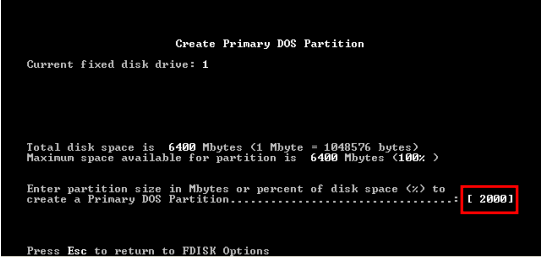 Create Primary DOS Partition
Current fixed disk drive: 1
Total disk space is 6400 Mbytes (1 Mbyte = 1048576 bytes)
Maximum space available for partition is 6400 Mbytes (100% )
Enter partition size in Mbytes or percent of disk space (%) to
create a Primary DOS Partition.................................: [ 2000]
Press Esc to return to FDISK Options